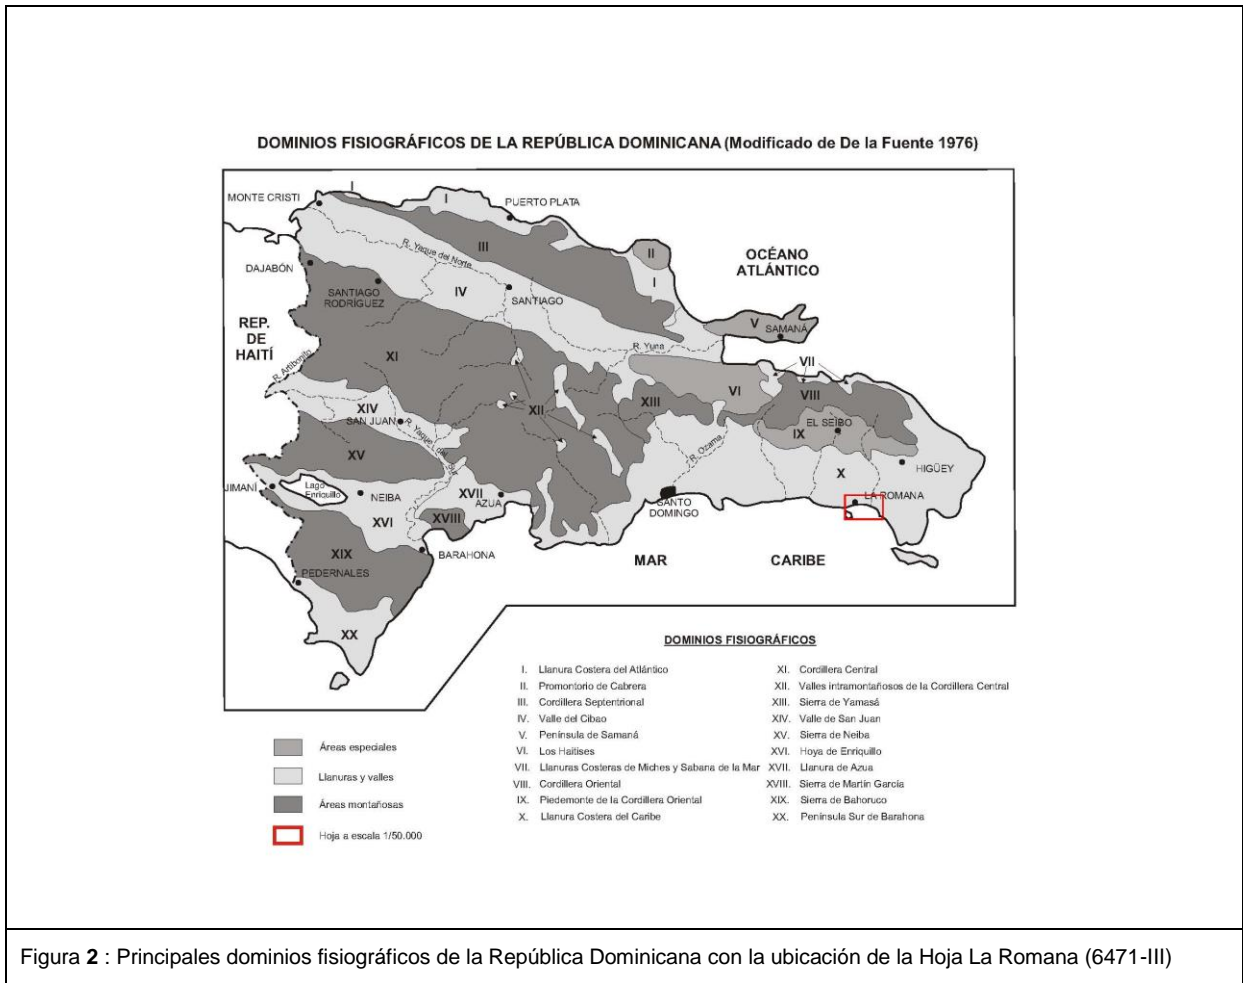 DOMINIOS FISIOGRÁFICOS DE LA REPÚBLICA DOMINICANA (Modificado de De la Fuente 1976)
MONTE CRISTI
I
I
PUERTO PLATA
R. Yaque del Norte
III
II
OCÉANO
ATLÁNTICO
DAJABÓN
SANTIAGO
RODRÍGUEZ
IV
SANTIAGO
I
V
SAMANÁ
REP.
DE
HAITÍ
R. Artibonito
XI
R. Yuna
VII
VI
VIII
XIV
SAN JUAN
XII
XIII
EL SEÍBO
IX
R. Yaque del Sur
R. Ozama
XV
X
HIGÜEY
JIMANÍ
Lago
Enriquillo
NEIBA
XVII
AZUA
SANTO
DOMINGO
LA ROMANA
XVI
XVIII
XIX
BARAHONA
MAR CARIBE
PEDERNALES
XX
DOMINIOS FISIOGRÁFICOS
I. Llanura Costera del Atlántico
II. Promontorio de Cabrera
III. Cordillera Septentrional
IV. Valle del Cibao
V. Península de Samaná
VI. Los Haitises
VII. Llanuras Costeras de Miches y Sabana de la Mar
VIII. Cordillera Oriental
IX. Piedemonte de la Cordillera Oriental
X. Llanura Costera del Caribe
XI. Cordillera Central
XII. Valles intramontañosos de la Cordillera Central
XIII. Sierra de Yamasá
XIV. Valle de San Juan
XV. Sierra de Neiba
XVI. Hoya de Enriquillo
XVII. Llanura de Azua
XVIII. Sierra de Martín García
XIX. Sierra de Bahoruco
XX. Península Sur de Barahona
Áreas especiales
Llanuras y valles
Áreas montañosas
Hoja a escala 1/50.000
Figura 2 : Principales dominios fisiográficos de la República Dominicana con la ubicación de la Hoja La Romana (6471-III)